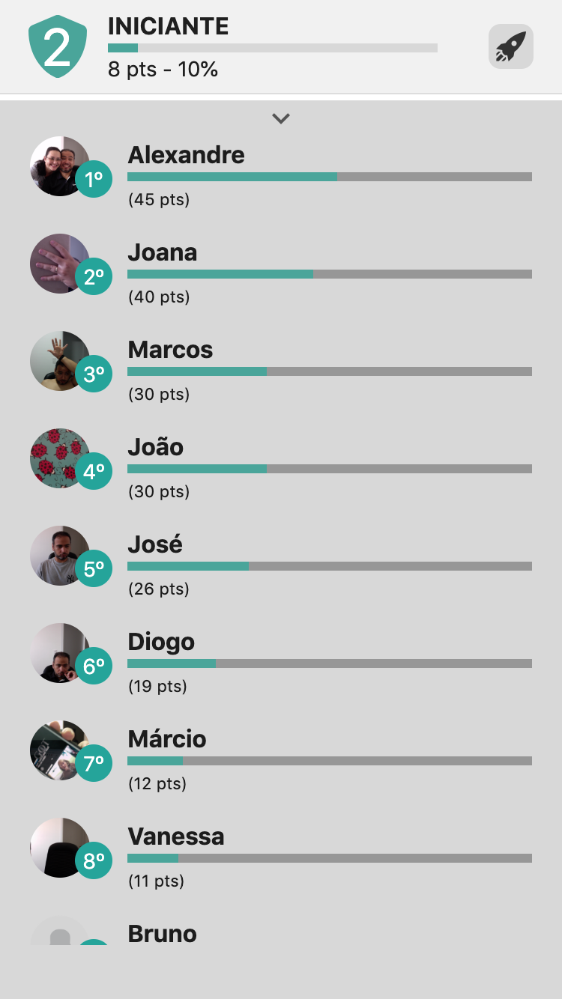 2
INICIANTE
8 pts - 10%
Alexandre
1º
(45 pts)
Joana
2º
(40 pts)
Marcos
3º
(30 pts)
João
4º
(30 pts)
José
5º
(26 pts)
Diogo
6º
(19 pts)
Márcio
7º
(12 pts)
Vanessa
8º
(11 pts)
Bruno